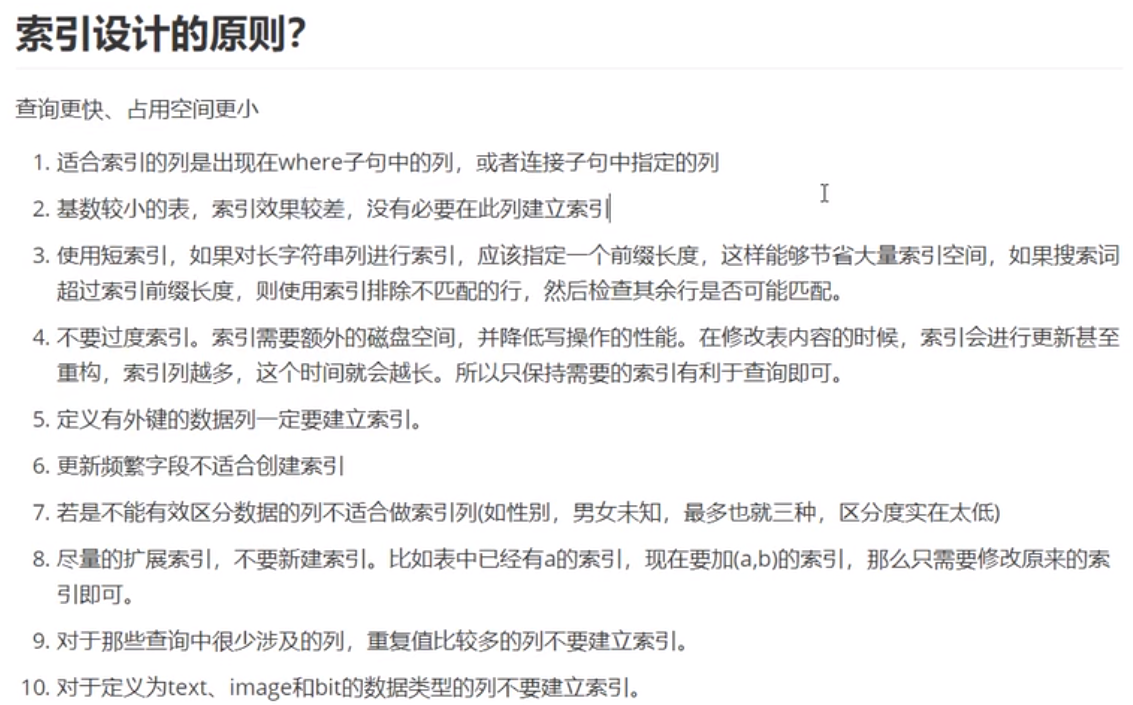 索引设计的原则？
查询更快、占用空间更小
1. 适合索引的列是出现在where子句中的列，或者连接子句中指定的列
2. 基数较小的表，索引效果较差，没有必要在此列建立索引
3. 使用短索引，如果对长字符串列进行索引，应该指定一个前缀长度，这样能够节省大量索引空间，如果搜索词
超过索引前缀长度，则使用索引排除不匹配的行，然后检查其余行是否可能匹配。
4. 不要过度索引。索引需要额外的磁盘空间，并降低写操作的性能。在修改表内容的时候，索引会进行更新甚至
重构，索引列越多，这个时间就会越长。所以只保持需要的索引有利于查询即可。
5. 定义有外键的数据列一定要建立索引。
6. 更新频繁字段不适合创建索引
7. 若是不能有效区分数据的列不适合做索引列(如性别，男女未知，最多也就三种，区分度实在太低)
8. 尽量的扩展索引，不要新建索引。比如表中已经有a的索引，现在要加(a,b)的索引，那么只需要修改原来的索
引即可。
9. 对于那些查询中很少涉及的列，重复值比较多的列不要建立索引。
10. 对于定义为text、image和bit的数据类型的列不要建立索引。